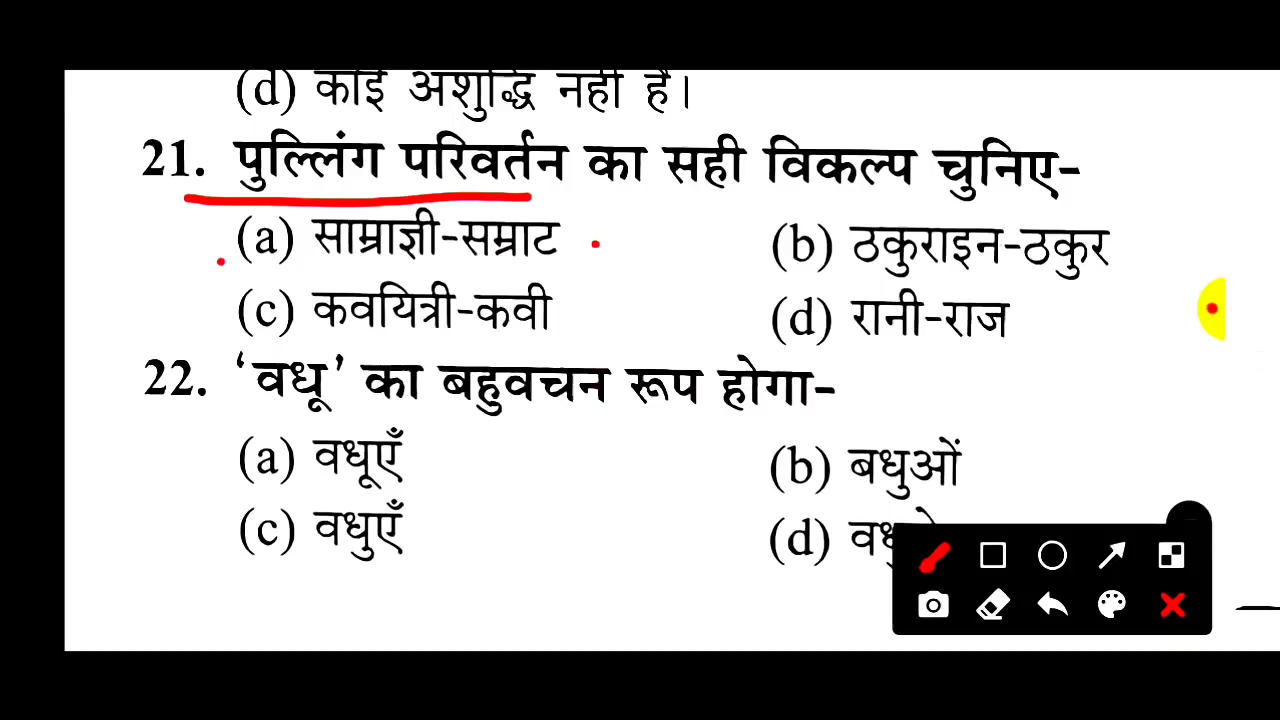 (d) कोई अशुद्धि नहीं है।
21. पुल्लिंग परिवर्तन का सही विकल्प चुनिए-
(a) साम्राज्ञी-सम्राट (b) ठकुराइन-ठकुर
(c) कवयित्री-कवी (d) रानी-राज
22. 'वधू' का बहुवचन रूप होगा-
(a) वधूएँ (b) बधुओं
(c) वधुएँ (d)